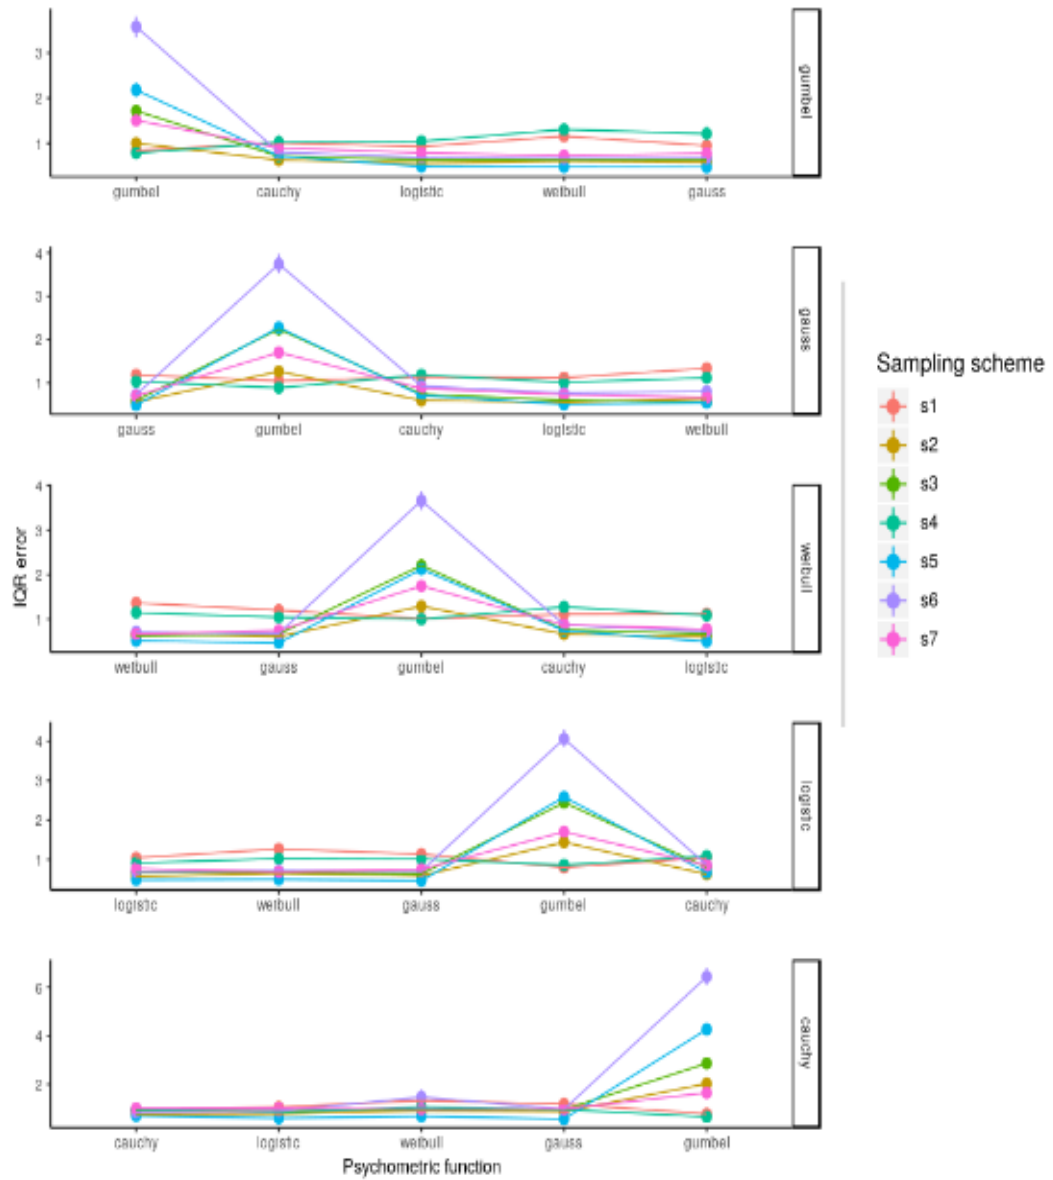 3
2
1
gumbel
cauchy
logistic
weibull
gauss
gumbel
4
3
2
1
gauss
gumbel
cauchy
logistic
weibull
gauss
IQR error
4
3
2
1
weibull
gauss
gumbel
cauchy
logistic
weibull
4
3
2
1
logistic
weibull
gauss
gumbel
cauchy
logistic
6
4
2
cauchy
logistic
weibull
gauss
gumbel
cauchy
Psychometric function
Sampling scheme
s1
s2
s3
s4
s5
s6
s7